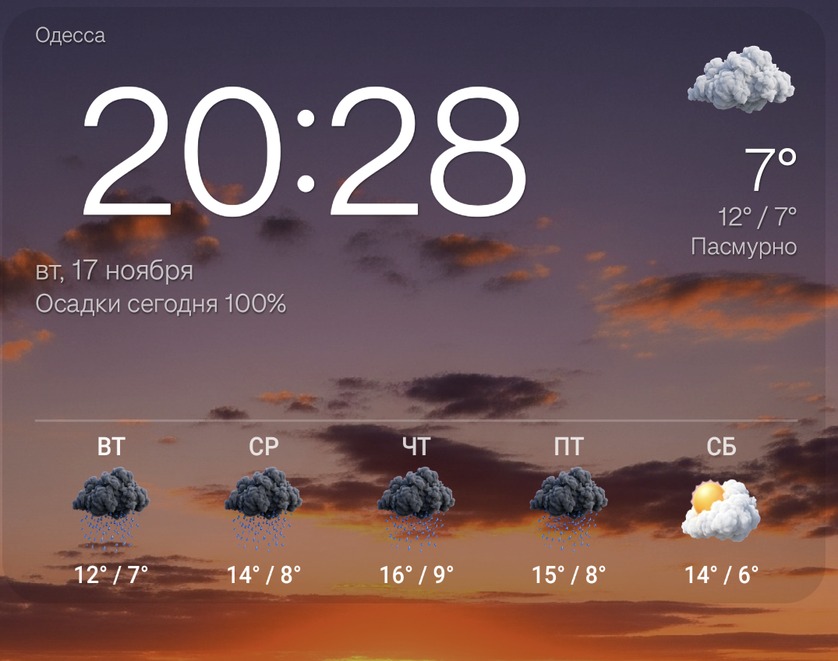 Одесса
20:28
7°
12° / 7°
Пасмурно
вт, 17 ноября
Осадки сегодня 100%
ВТ СР ЧТ ПТ СБ
12° / 7° 14° / 8° 16° / 9° 15° / 8° 14° / 6°